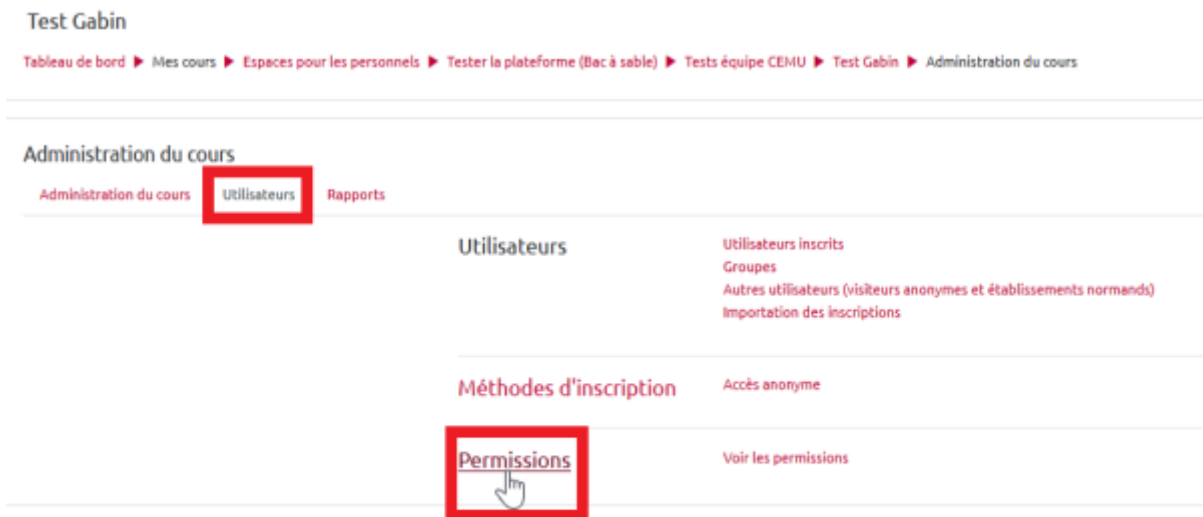 Test Gabin
Tableau de bord ▶ Mes cours ▶ Espaces pour les personnels ▶ Tester la plateforme (Bac à sable) ▶ Tests équipe CEMU ▶ Test Gabin ▶ Administration du cours
Administration du cours
Administration du cours Utilisateurs Rapports
Utilisateurs Utilisateurs inscrits
Groupes
Autres utilisateurs (visiteurs anonymes et établissements normands)
Importation des inscriptions
Méthodes d'inscription Accès anonyme
Permissions Voir les permissions